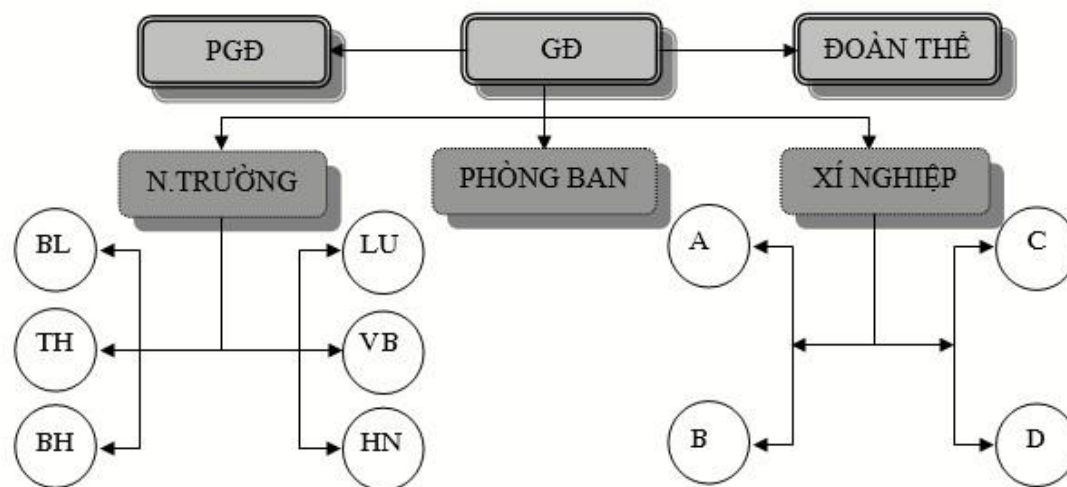 PGĐ
GĐ
ĐOÀN THỂ
N.TRƯỜNG
PHÒNG BAN
XÍ NGHIỆP
BL
LU
A
C
TH
VB
BH
HN
B
D